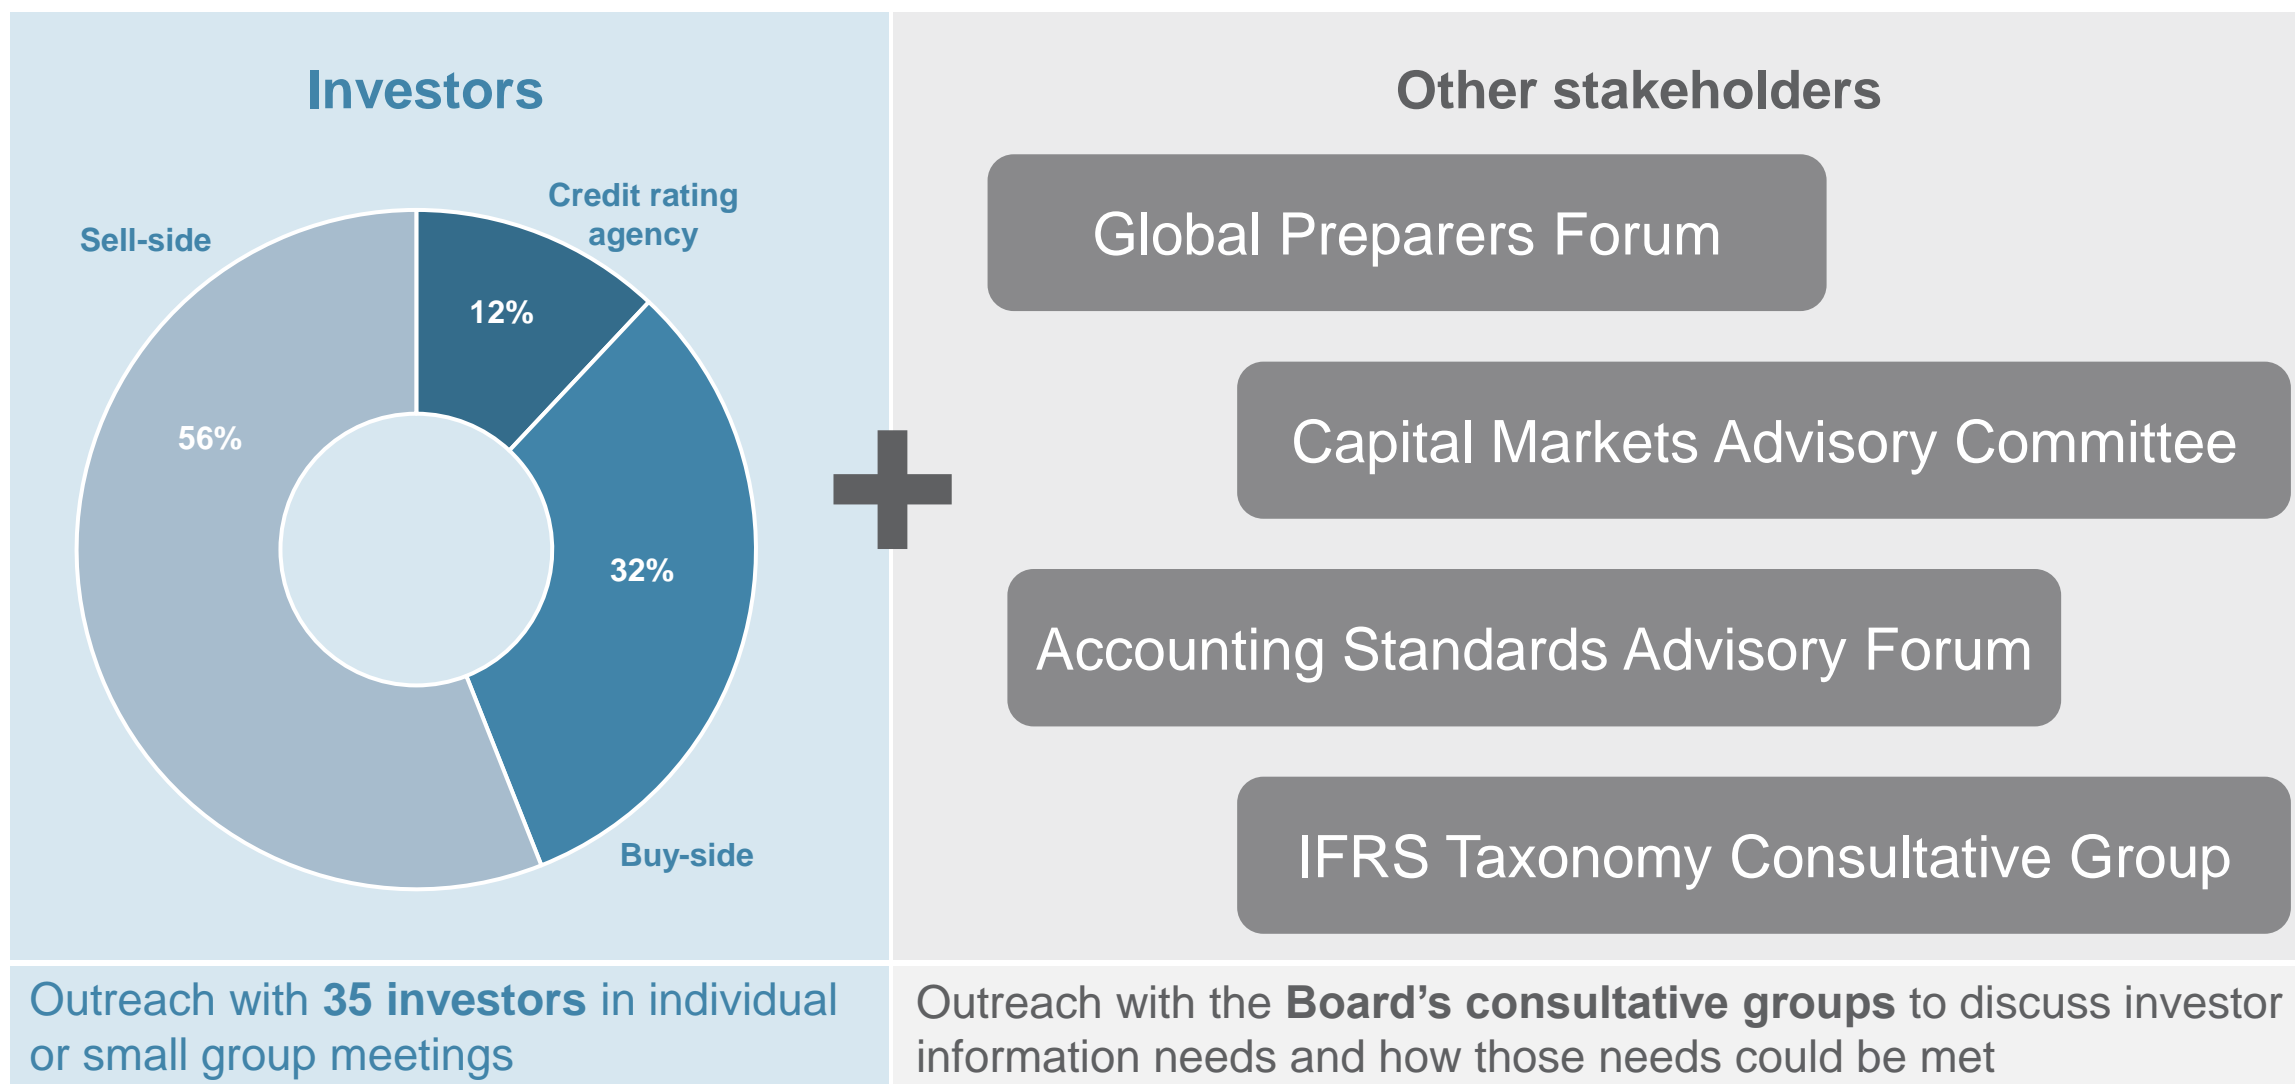 Investors
Sell-side
Credit rating
agency
12%
56%
32%
Buy-side
Outreach with 35 investors in individual
or small group meetings
Other stakeholders
Global Preparers Forum
Capital Markets Advisory Committee
Accounting Standards Advisory Forum
IFRS Taxonomy Consultative Group
Outreach with the Board’s consultative groups to discuss investor
information needs and how those needs could be met